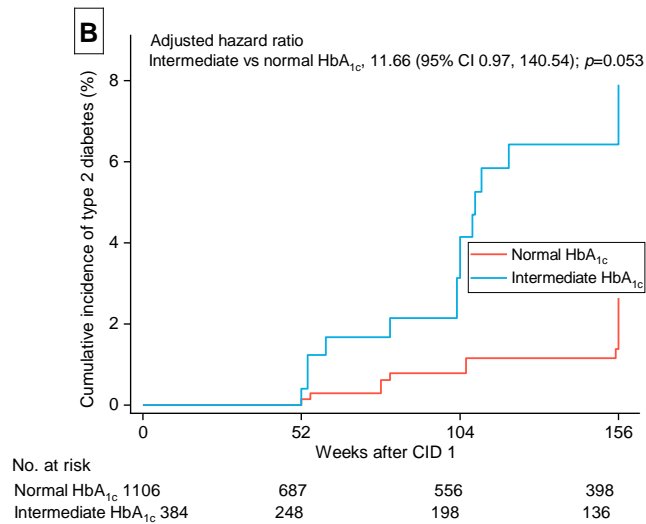 B
Adjusted hazard ratio
Intermediate vs normal HbA1c, 11.66 (95% CI 0.97, 140.54); p=0.053
Cumulative incidence of type 2 diabetes (%)
8
6
4
2
0
Normal HbA1c
Intermediate HbA1c
0 52 104 156
Weeks after CID 1
No. at risk
Normal HbA1c 1106 687 556 398
Intermediate HbA1c 384 248 198 136